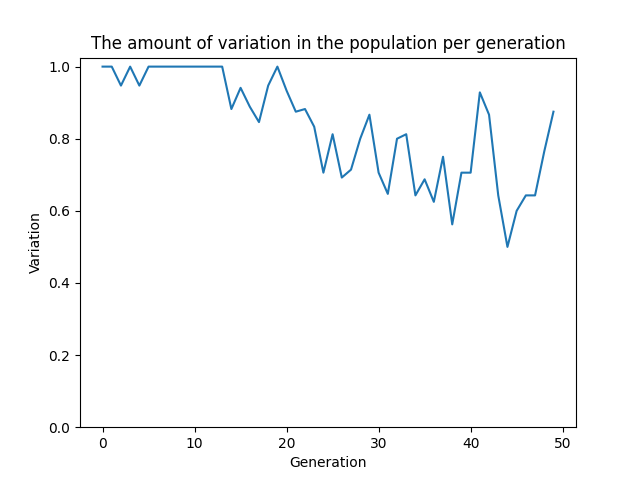 The amount of variation in the population per generation
1.0
0.8
0.6
0.4
0.2
0.0
Variation
0 10 20 30 40 50
Generation